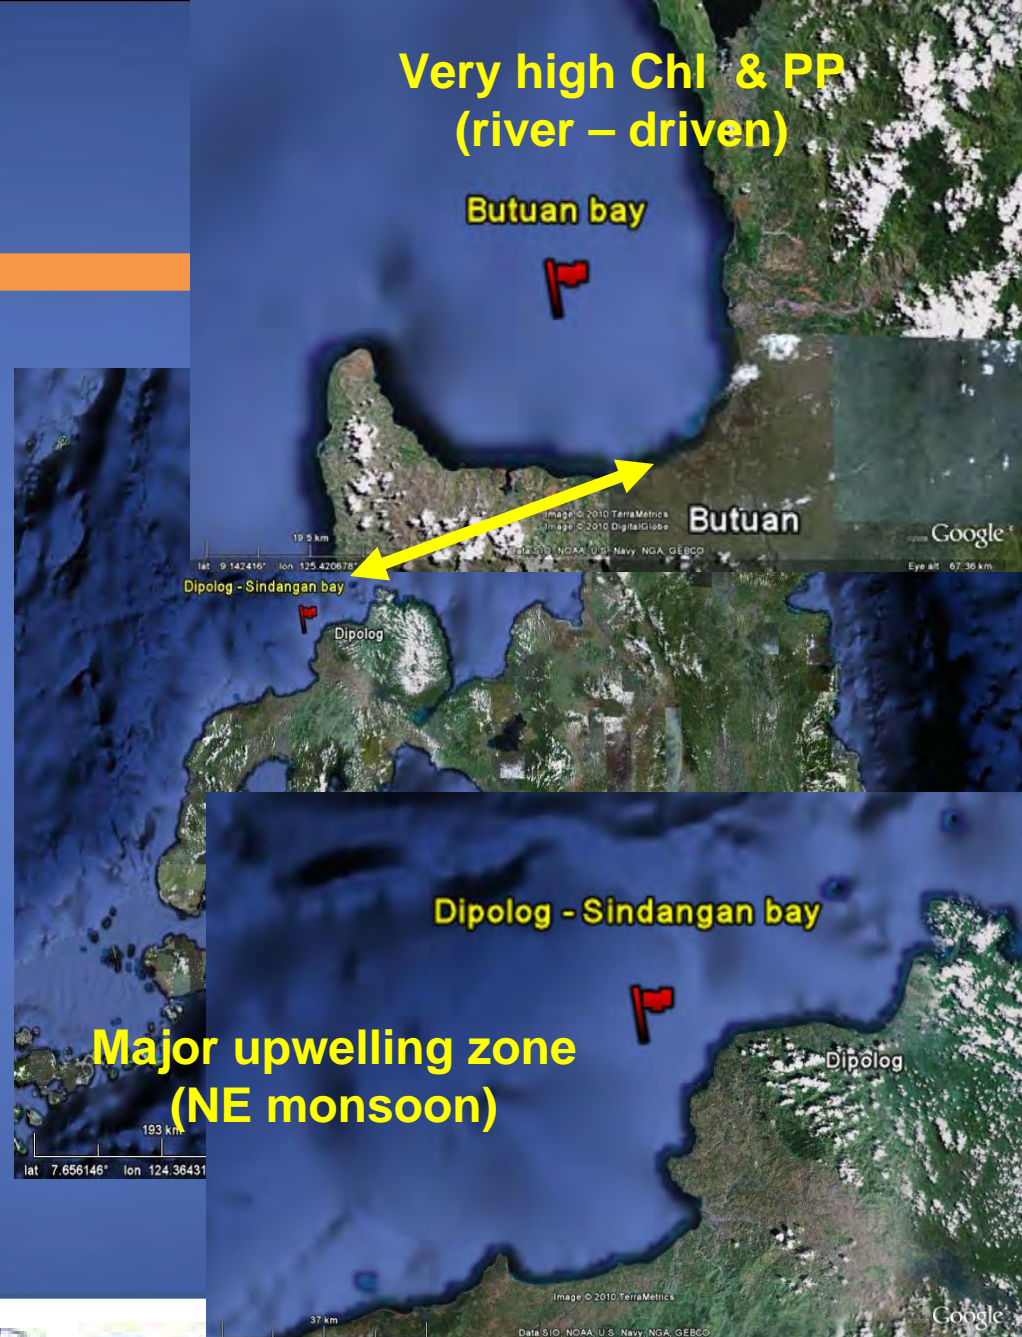 Very high Chl & PP
(river – driven)
Butuan bay
Image © 2010 TerraMetrics
Image © 2010 DigitalGlobe
Butuan
19.5 km
Data SIO, NOAA, U.S. Navy, NGA, GEBCO
Google
lat 9.142416° lon 125.420678°
Eye alt 67.36 km
Dipolog - Sindangan bay
Dipolog
Dipolog - Sindangan bay
Major upwelling zone
(NE monsoon)
Dipolog
193 km
lat 7.656146° lon 124.36431
Image © 2010 TerraMetrics
37 km
Data SIO, NOAA, U.S. Navy, NGA, GEBCO
Google